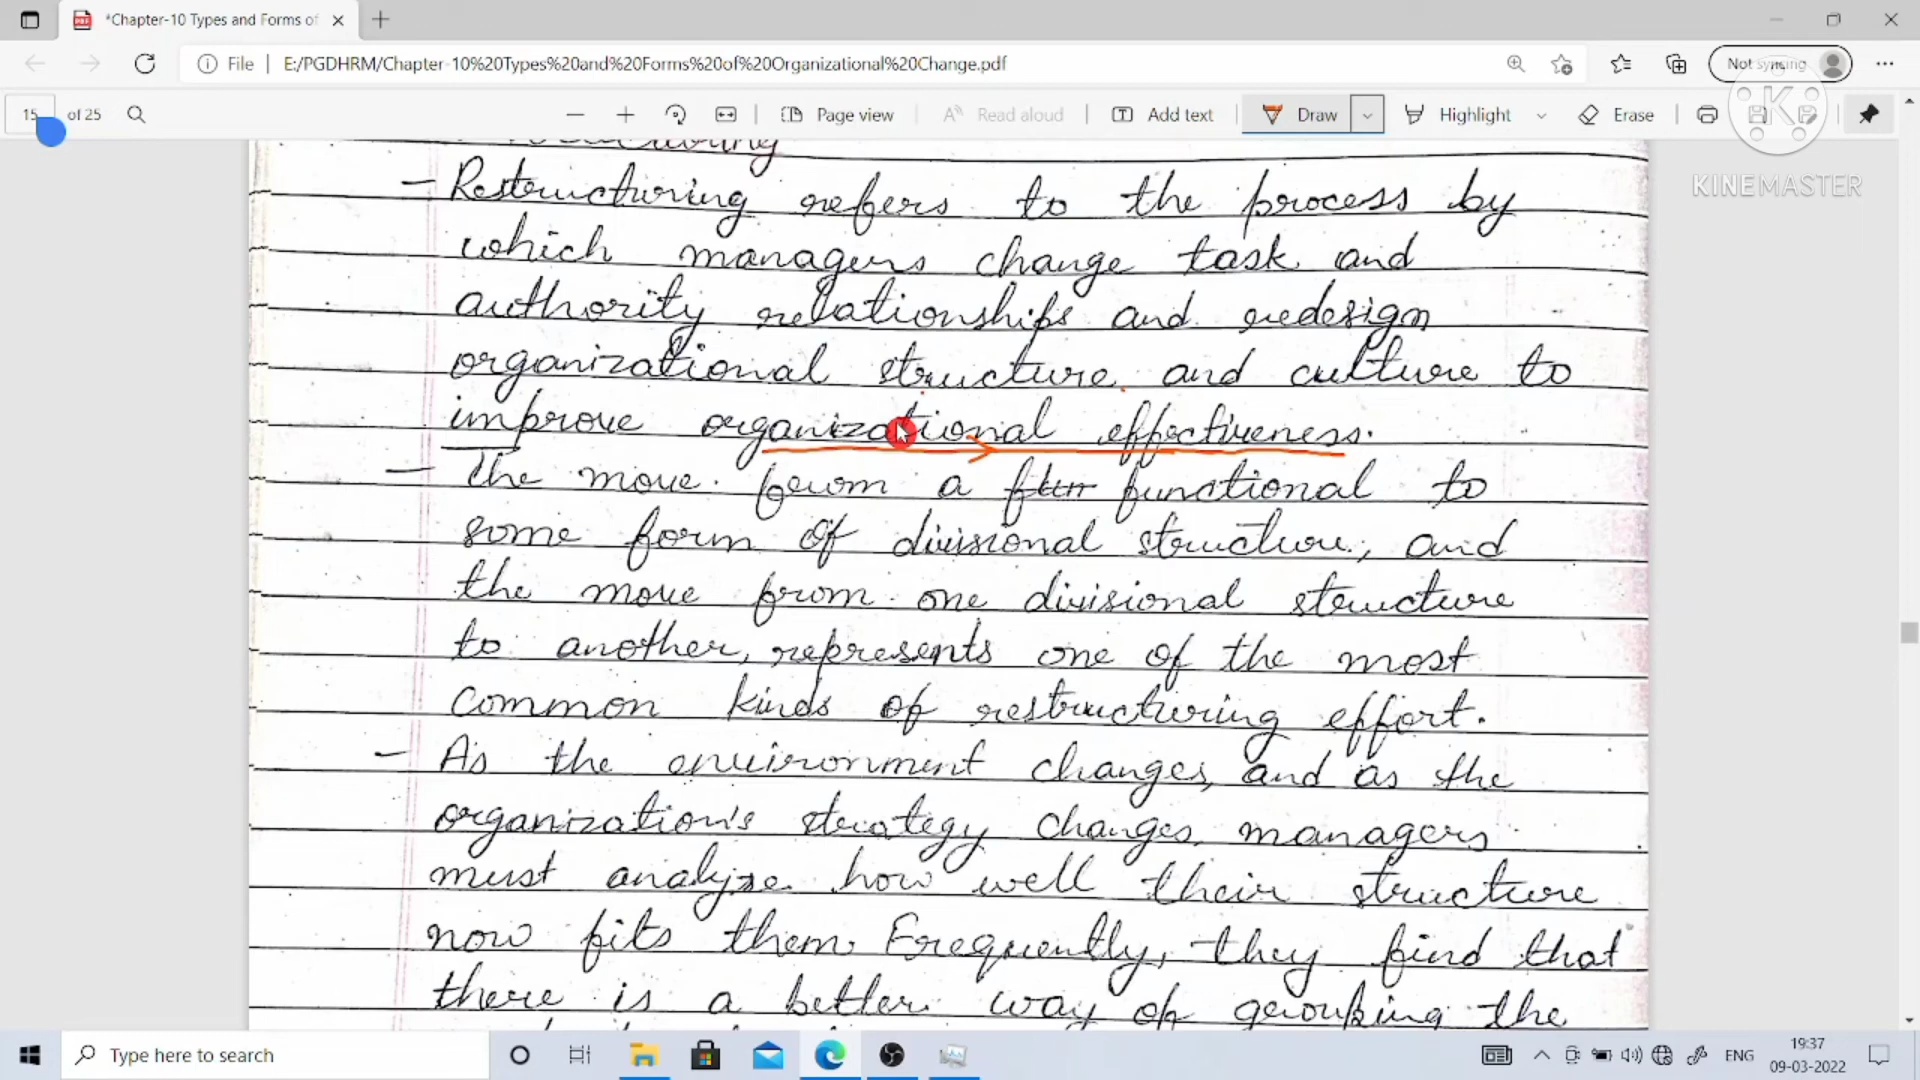 *Chapter-10 Types and Forms of
File E:/PGDHRM/Chapter-10%20Types%20and%20Forms%20of%20Organizational%20Change.pdf Not syncing
15 of 25 Page view Read aloud Add text Draw Highlight Erase
K
KINEMASTER
- Restructuring refers to the process by
which managers change task and
authority relationships and redesign
organizational structure and culture to
improve organizational effectiveness.
- The move from a functional to
some form of divisional structure, and
the move from one divisional structure
to another, represents one of the most
common kinds of restructuring effort.
- As the environment changes, and as the
organization's strategy changes, managers
must analyze how well their structure
now fits them. Frequently, they find that
there is a better way of grouping the
Type here to search ENG 19:37
09-03-2022